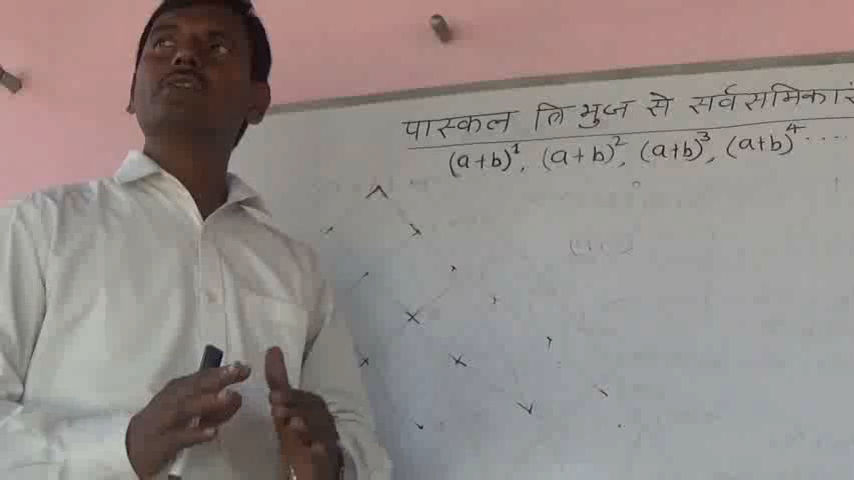 पास्कल त्रिभुज से सर्वसमिकाएं
(a+b)¹, (a+b)², (a+b)³, (a+b)⁴ ....